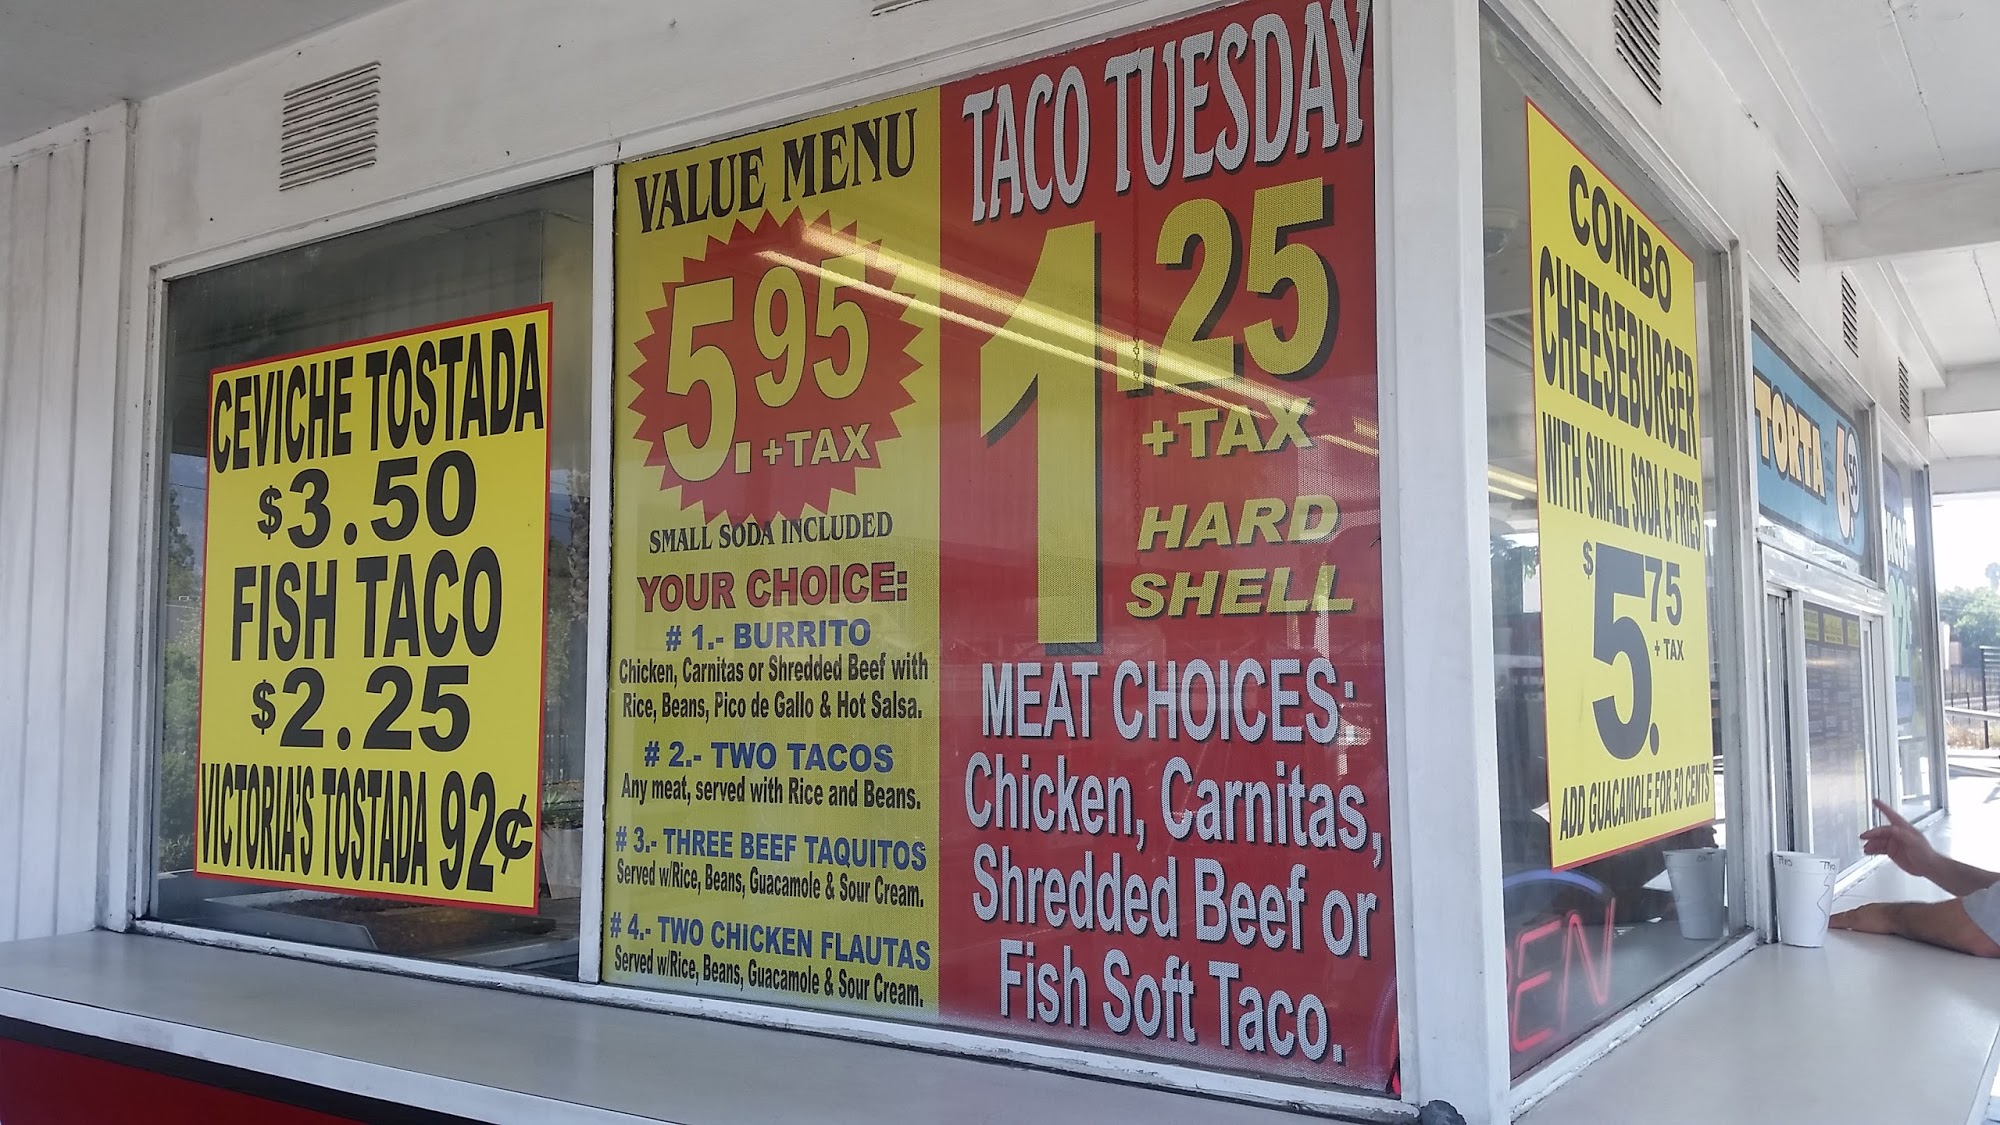 CEVICHE TOSTADA
$3.50
FISH TACO
$2.25
VICTORIA'S TOSTADA 92¢
VALUE MENU
5.95
+TAX
SMALL SODA INCLUDED
YOUR CHOICE:
# 1.- BURRITO
Chicken, Carnitas or Shredded Beef with
Rice, Beans, Pico de Gallo & Hot Salsa.
# 2.- TWO TACOS
Any meat, served with Rice and Beans.
# 3.- THREE BEEF TAQUITOS
Served w/Rice, Beans, Guacamole & Sour Cream.
# 4.- TWO CHICKEN FLAUTAS
Served w/Rice, Beans, Guacamole & Sour Cream.
TACO TUESDAY
1.25
+TAX
HARD
SHELL
MEAT CHOICES:
Chicken, Carnitas,
Shredded Beef or
Fish Soft Taco.
COMBO
CHEESEBURGER
WITH SMALL SODA & FRIES
$5.75
+ TAX
ADD GUACAMOLE FOR 50 CENTS
EN
TORTA 6.50